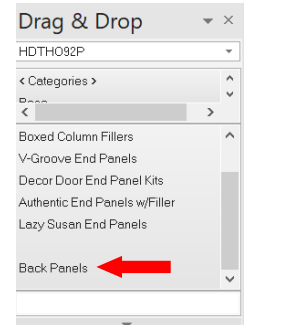 Drag & Drop
HDTHO92P
< Categories >
Base
Boxed Column Fillers
V-Groove End Panels
Decor Door End Panel Kits
Authentic End Panels w/Filler
Lazy Susan End Panels
Back Panels